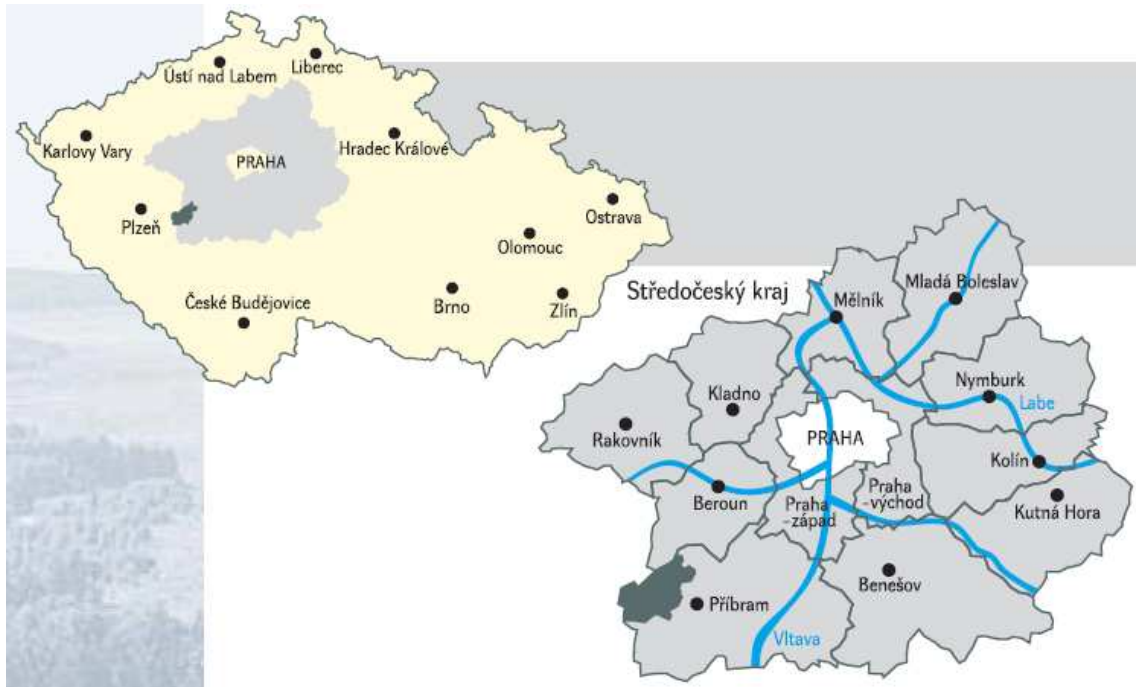 Liberec
Ústí nad Labem
Karlovy Vary
Hradec Králové
PRAHA
Plzeň
Ostrava
Olomouc
České Budějovice
Brno
Zlín
Středočeský kraj
Mělník
Mladá Boleslav
Kladno
Nymburk
Labe
Rakovník
PRAHA
Kolín
Beroun
Praha
-západ
Praha
-východ
Kutná Hora
Benešov
Příbram
Vltava